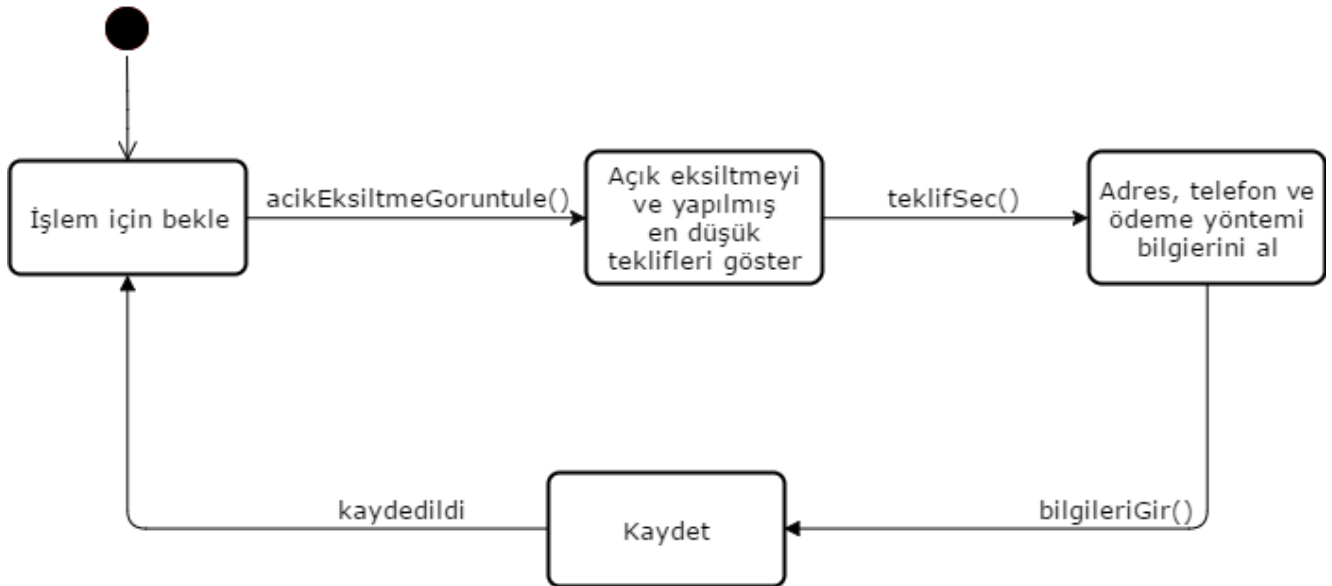 İşlem için bekle
acikEksiltmeGoruntule()
Açık eksiltmeyi
ve yapılmış
en düşük
teklifleri göster
teklifSec()
Adres, telefon ve
ödeme yöntemi
bilgierini al
kaydedildi
Kaydet
bilgileriGir()